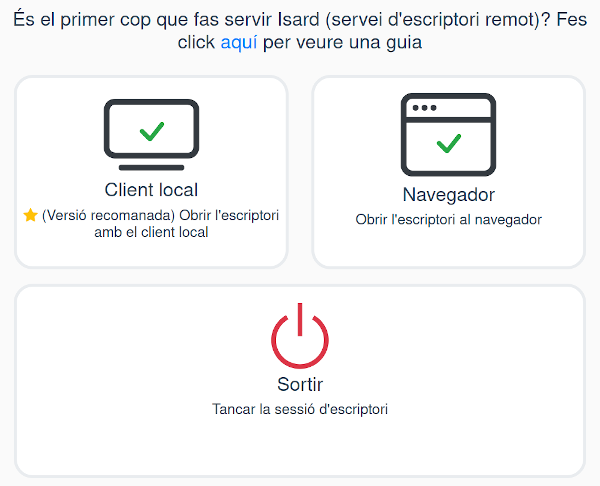 És el primer cop que fas servir Isard (servei d'escriptori remot)? Fes
click aquí per veure una guia
Client local
(Versió recomanada) Obrir l'escriptori
amb el client local
Navegador
Obrir l'escriptori al navegador
Sortir
Tancar la sessió d'escriptori